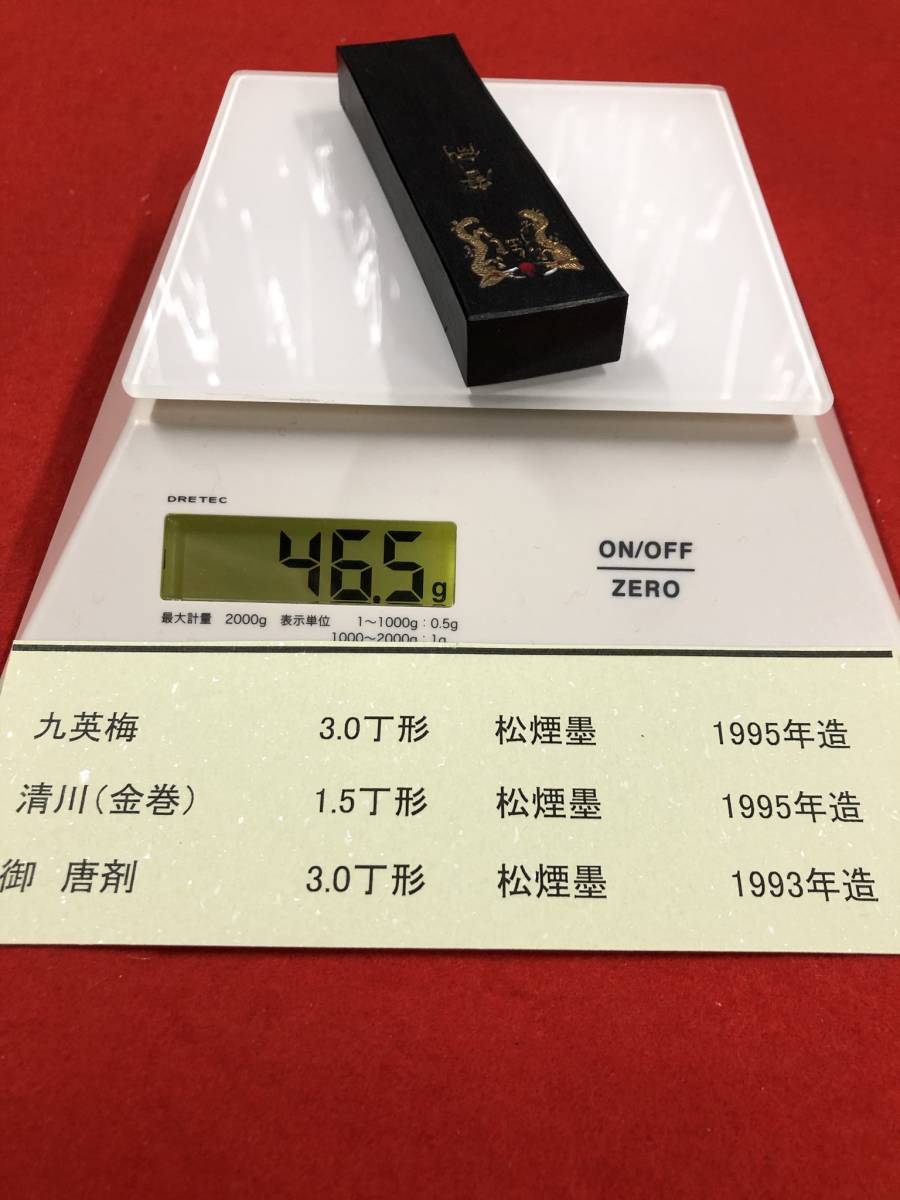 DRETEC
46.5g
ON/OFF
ZERO
最大計量 2000g 表示単位 1〜1000g:0.5g
1000〜2000g:1g
九英梅 3.0丁形 松煙墨 1995年造
清川(金巻) 1.5丁形 松煙墨 1995年造
御 唐剤 3.0丁形 松煙墨 1993年造